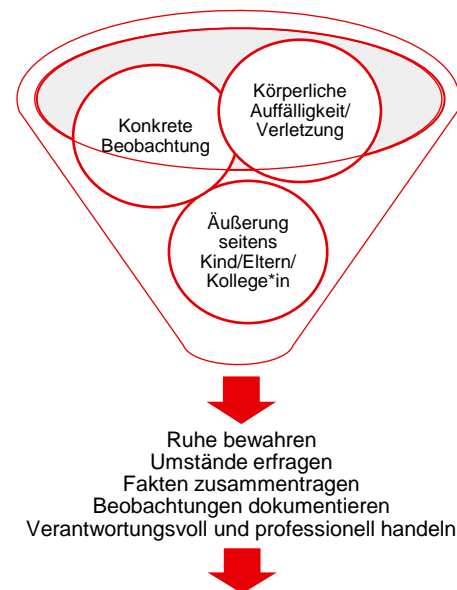 Körperliche
Auffälligkeit/
Verletzung
Konkrete
Beobachtung
Äußerung
seitens
Kind/Eltern/
Kollege*in
Ruhe bewahren
Umstände erfragen
Fakten zusammentragen
Beobachtungen dokumentieren
Verantwortungsvoll und professionell handeln